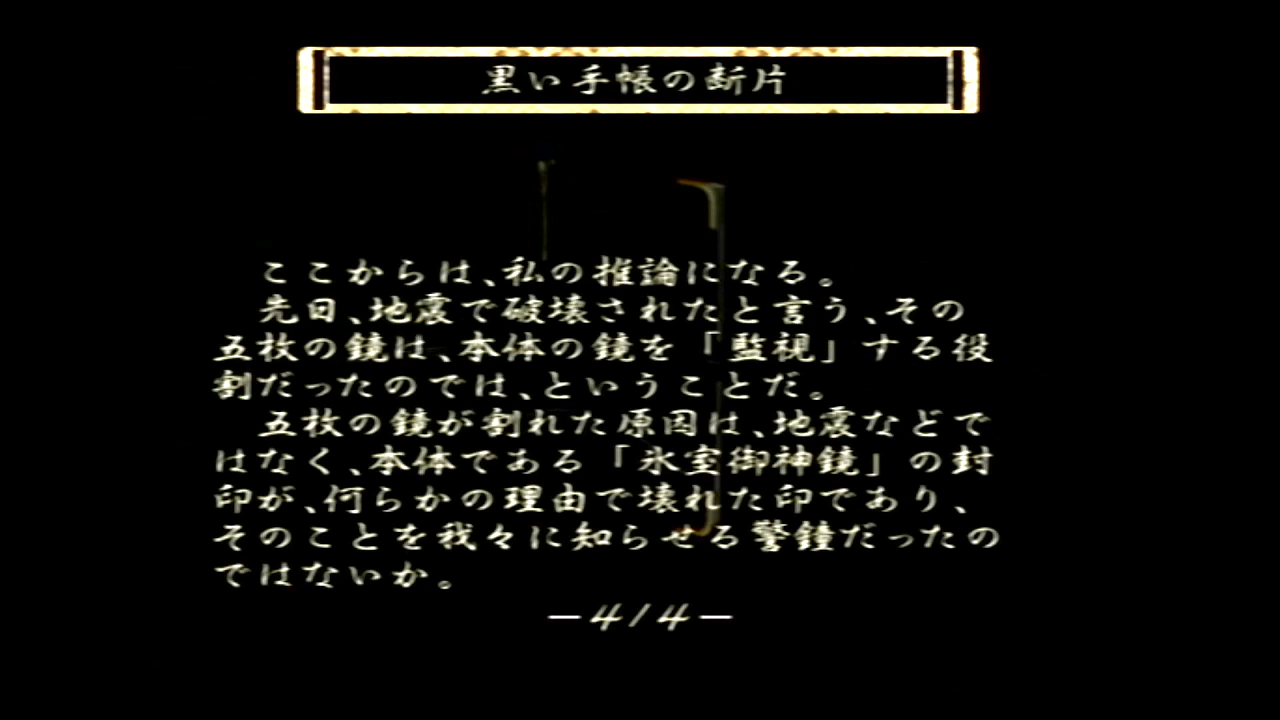 黒い手帳の断片
ここからは、私の推論になる。
先日、地震で破壊されたと言う、その
五枚の鏡は、本体の鏡を「監視」する役
割だったのでは、ということだ。
五枚の鏡が割れた原因は、地震などで
はなく、本体である「氷室御神鏡」の封
印が、何らかの理由で壊れた印であり、
そのことを我々に知らせる警鐘だったの
ではないか。
－4/4－